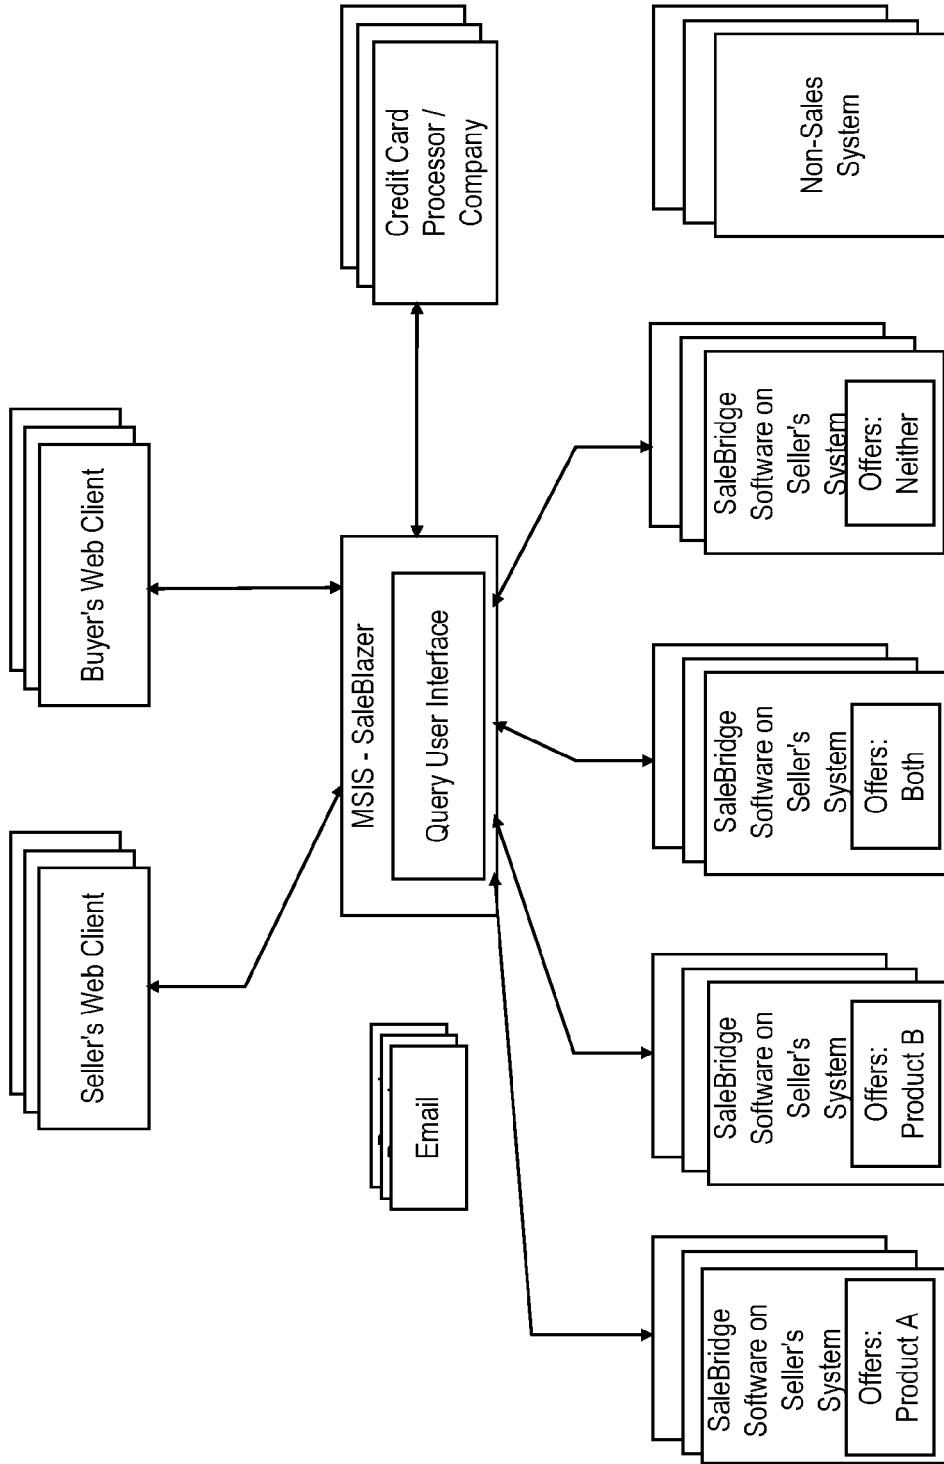 Seller's Web Client
Buyer's Web Client
Email
MSIS - SaleBlazer
Query User Interface
Credit Card
Processor /
Company
SaleBridge
Software on
Seller's
System
Offers:
Product A
SaleBridge
Software on
Seller's
System
Offers:
Product B
SaleBridge
Software on
Seller's
System
Offers:
Both
SaleBridge
Software on
Seller's
System
Offers:
Neither
Non-Sales
System